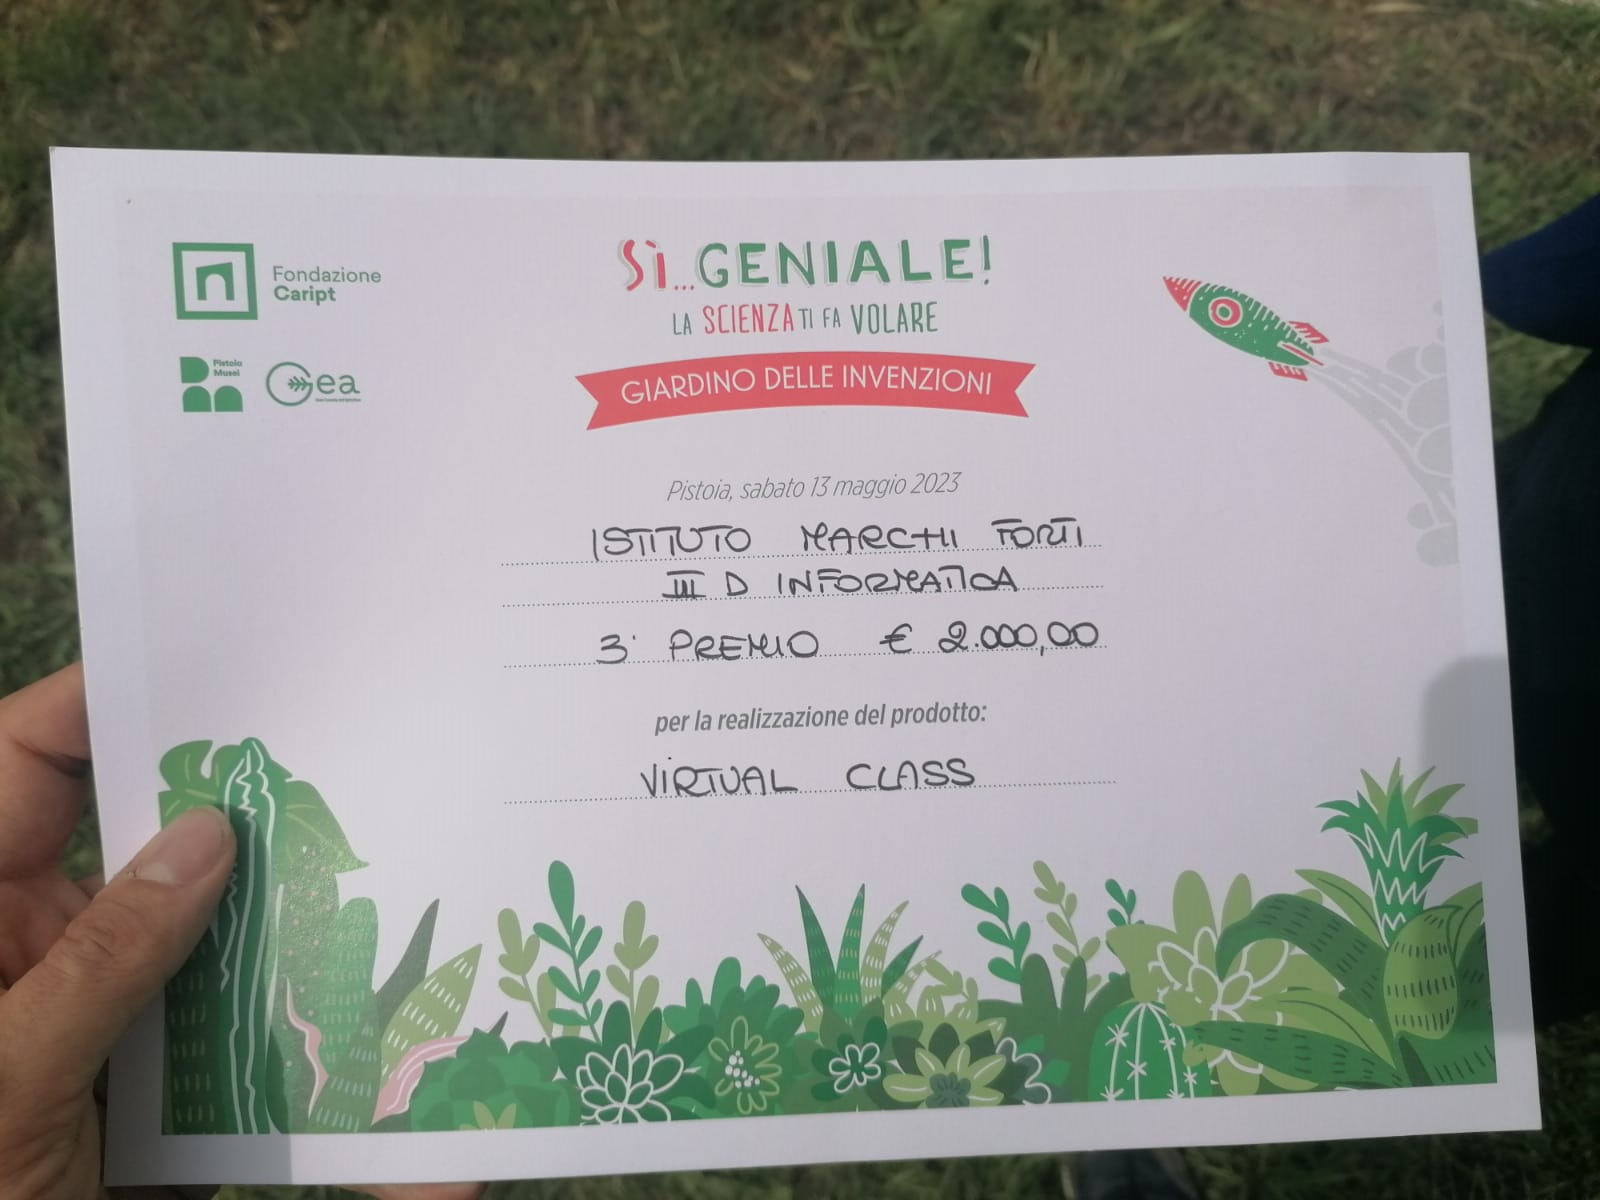 Fondazione
Caript
Pistoia
Musei
Gea
SÌ...GENIALE!
LA SCIENZA TI FA VOLARE
GIARDINO DELLE INVENZIONI
Pistoia, sabato 13 maggio 2023
ISTITUTO MARCHI FORTI
III D INFORMATICA
3° PREMIO € 2.000,00
per la realizzazione del prodotto:
VIRTUAL CLASS